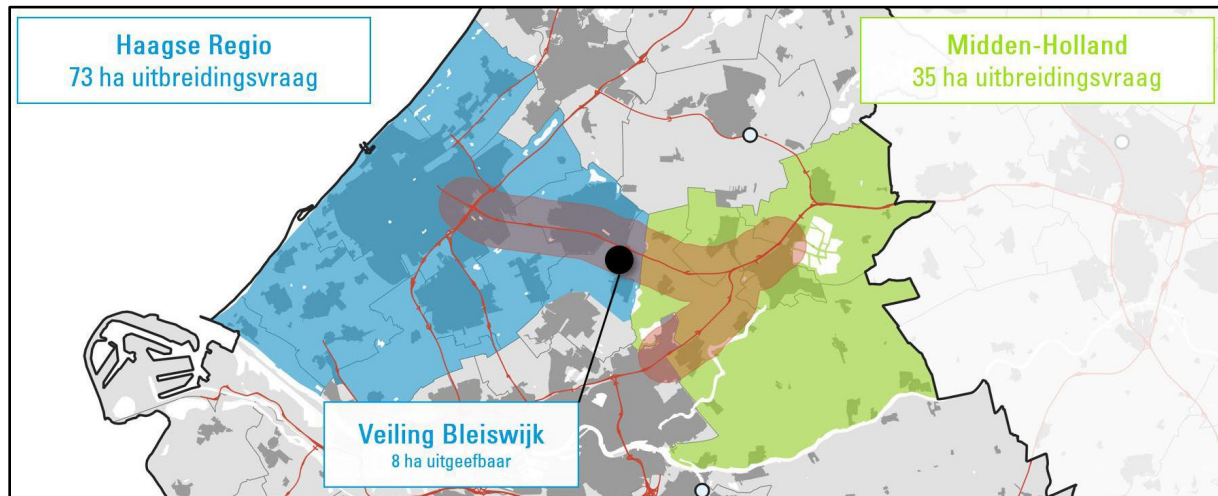 Haagse Regio
73 ha uitbreidingsvraag
Midden-Holland
35 ha uitbreidingsvraag
Veiling Bleiswijk
8 ha uitgeefbaar